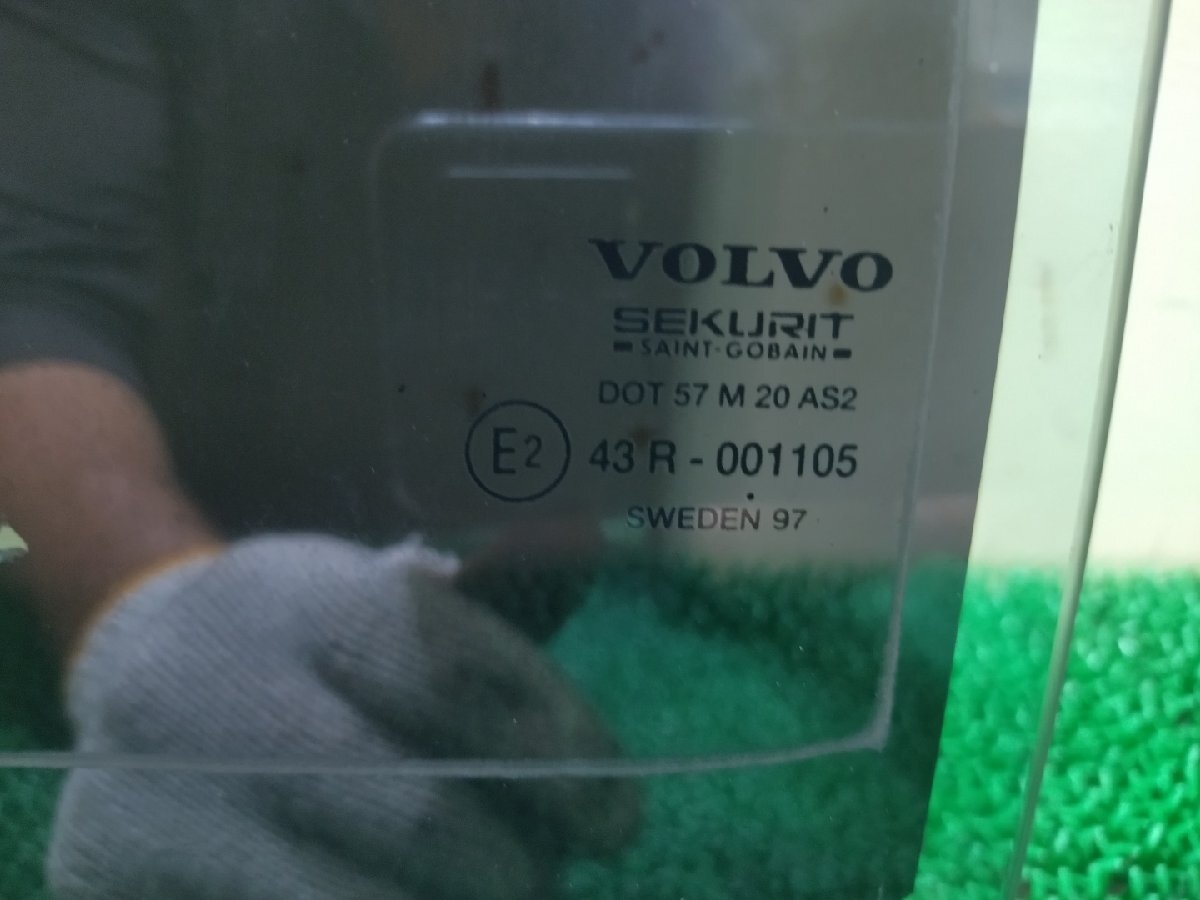 VOLVO
SEKURIT
SAINT-GOBAIN
DOT 57 M 20 AS2
E2 43 R - 001105
SWEDEN 97